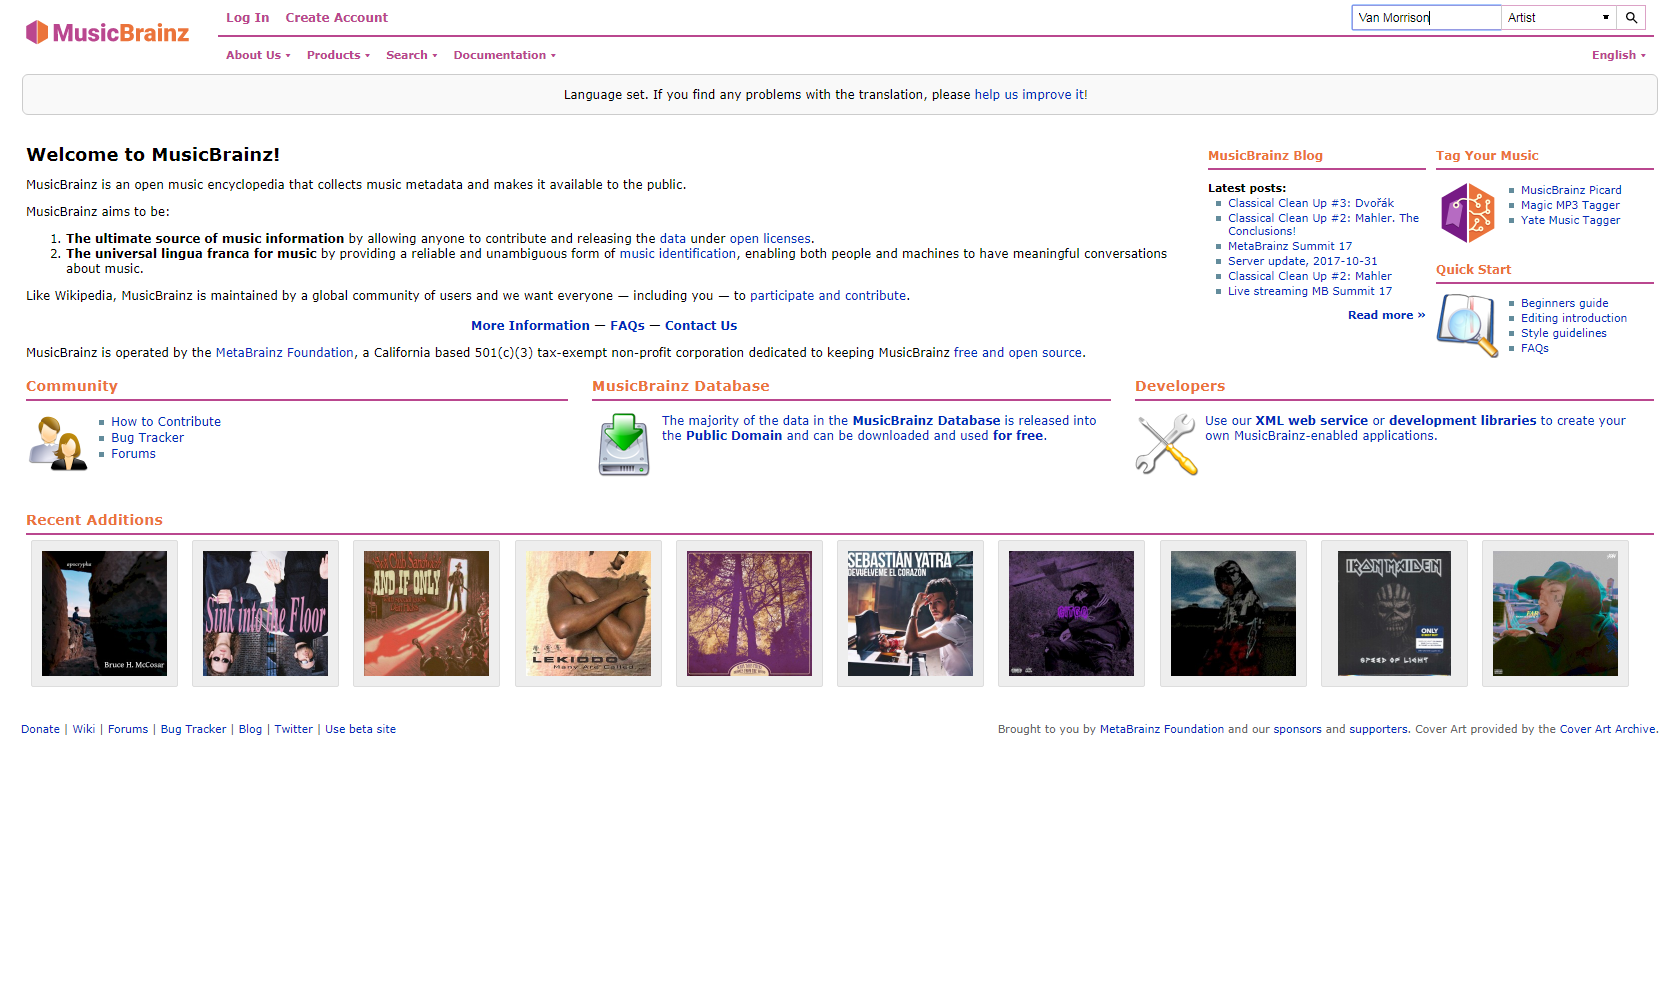 MusicBrainz
Log In Create Account
Van Morrison Artist
About Us Products Search Documentation
English
Language set. If you find any problems with the translation, please help us improve it!
Welcome to MusicBrainz!
MusicBrainz is an open music encyclopedia that collects music metadata and makes it available to the public.
MusicBrainz aims to be:
1. The ultimate source of music information by allowing anyone to contribute and releasing the data under open licenses.
2. The universal lingua franca for music by providing a reliable and unambiguous form of music identification, enabling both people and machines to have meaningful conversations
about music.
Like Wikipedia, MusicBrainz is maintained by a global community of users and we want everyone — including you — to participate and contribute.
More Information — FAQs — Contact Us
MusicBrainz is operated by the MetaBrainz Foundation, a California based 501(c)(3) tax-exempt non-profit corporation dedicated to keeping MusicBrainz free and open source.
MusicBrainz Blog
Latest posts:
Classical Clean Up #3: Dvořák
Classical Clean Up #2: Mahler. The
Conclusions!
MetaBrainz Summit 17
Server update, 2017-10-31
Classical Clean Up #2: Mahler
Live streaming MB Summit 17
Read more »
Tag Your Music
MusicBrainz Picard
Magic MP3 Tagger
Yate Music Tagger
Quick Start
Beginners guide
Editing introduction
Style guidelines
FAQs
Community
How to Contribute
Bug Tracker
Forums
MusicBrainz Database
The majority of the data in the MusicBrainz Database is released into
the Public Domain and can be downloaded and used for free.
Developers
Use our XML web service or development libraries to create your
own MusicBrainz-enabled applications.
Recent Additions
apocrypha
Bruce H. McCosar
Sink into the Floor
AND IF ONLY
LEKIDDO
Many Are Called
SEBASTIÁN YATRA
DEVUÉLVEME EL CORAZÓN
IRON MAIDEN
ONLY
SPEED OF LIGHT
Donate | Wiki | Forums | Bug Tracker | Blog | Twitter | Use beta site
Brought to you by MetaBrainz Foundation and our sponsors and supporters. Cover Art provided by the Cover Art Archive.